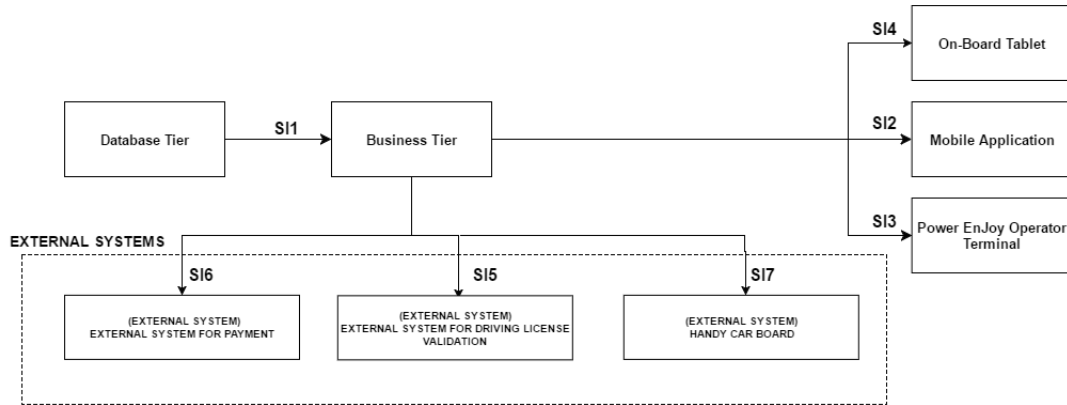 SI4
On-Board Tablet
Database Tier
SI1
Business Tier
SI2
Mobile Application
SI3
Power EnJoy Operator
Terminal
EXTERNAL SYSTEMS
SI6
SI5
SI7
(EXTERNAL SYSTEM)
EXTERNAL SYSTEM FOR PAYMENT
(EXTERNAL SYSTEM)
EXTERNAL SYSTEM FOR DRIVING LICENSE
VALIDATION
(EXTERNAL SYSTEM)
HANDY CAR BOARD